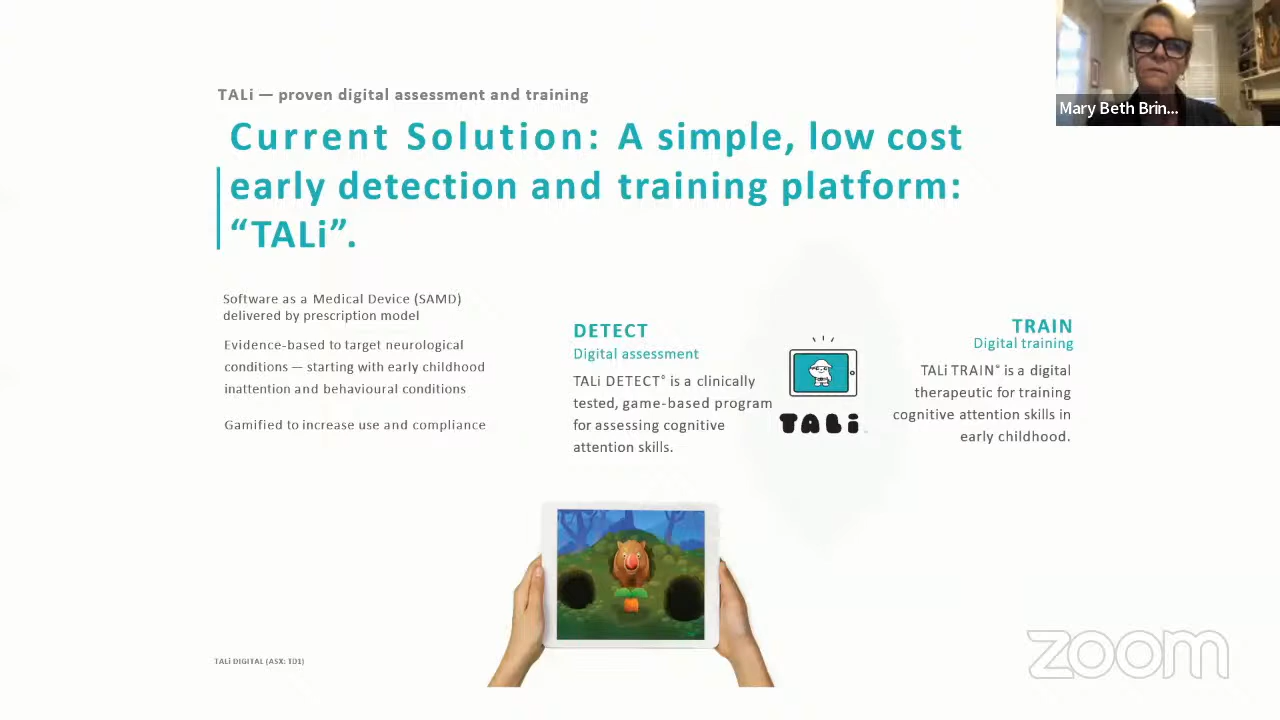 Mary Beth Brin...
TALi — proven digital assessment and training
Current Solution: A simple, low cost
early detection and training platform:
“TALi”.
Software as a Medical Device (SAMD)
delivered by prescription model
Evidence-based to target neurological
conditions — starting with early childhood
inattention and behavioural conditions
Gamified to increase use and compliance
DETECT
Digital assessment
TALi DETECT® is a clinically
tested, game-based program
for assessing cognitive
attention skills.
TALi
TRAIN
Digital training
TALi TRAIN® is a digital
therapeutic for training
cognitive attention skills in
early childhood.
TALi DIGITAL (ASX: TD1)
zoom